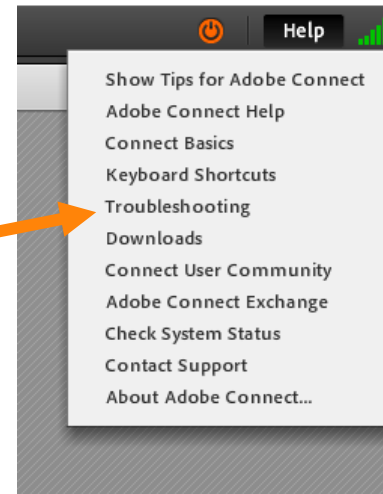 Help
Show Tips for Adobe Connect
Adobe Connect Help
Connect Basics
Keyboard Shortcuts
Troubleshooting
Downloads
Connect User Community
Adobe Connect Exchange
Check System Status
Contact Support
About Adobe Connect...